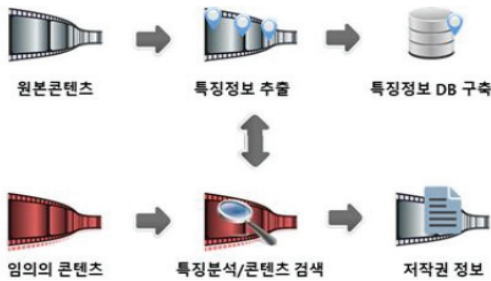 원본콘텐츠
특징정보 추출
특징정보 DB 구축
임의의 콘텐츠
특징분석/콘텐츠 검색
저작권 정보